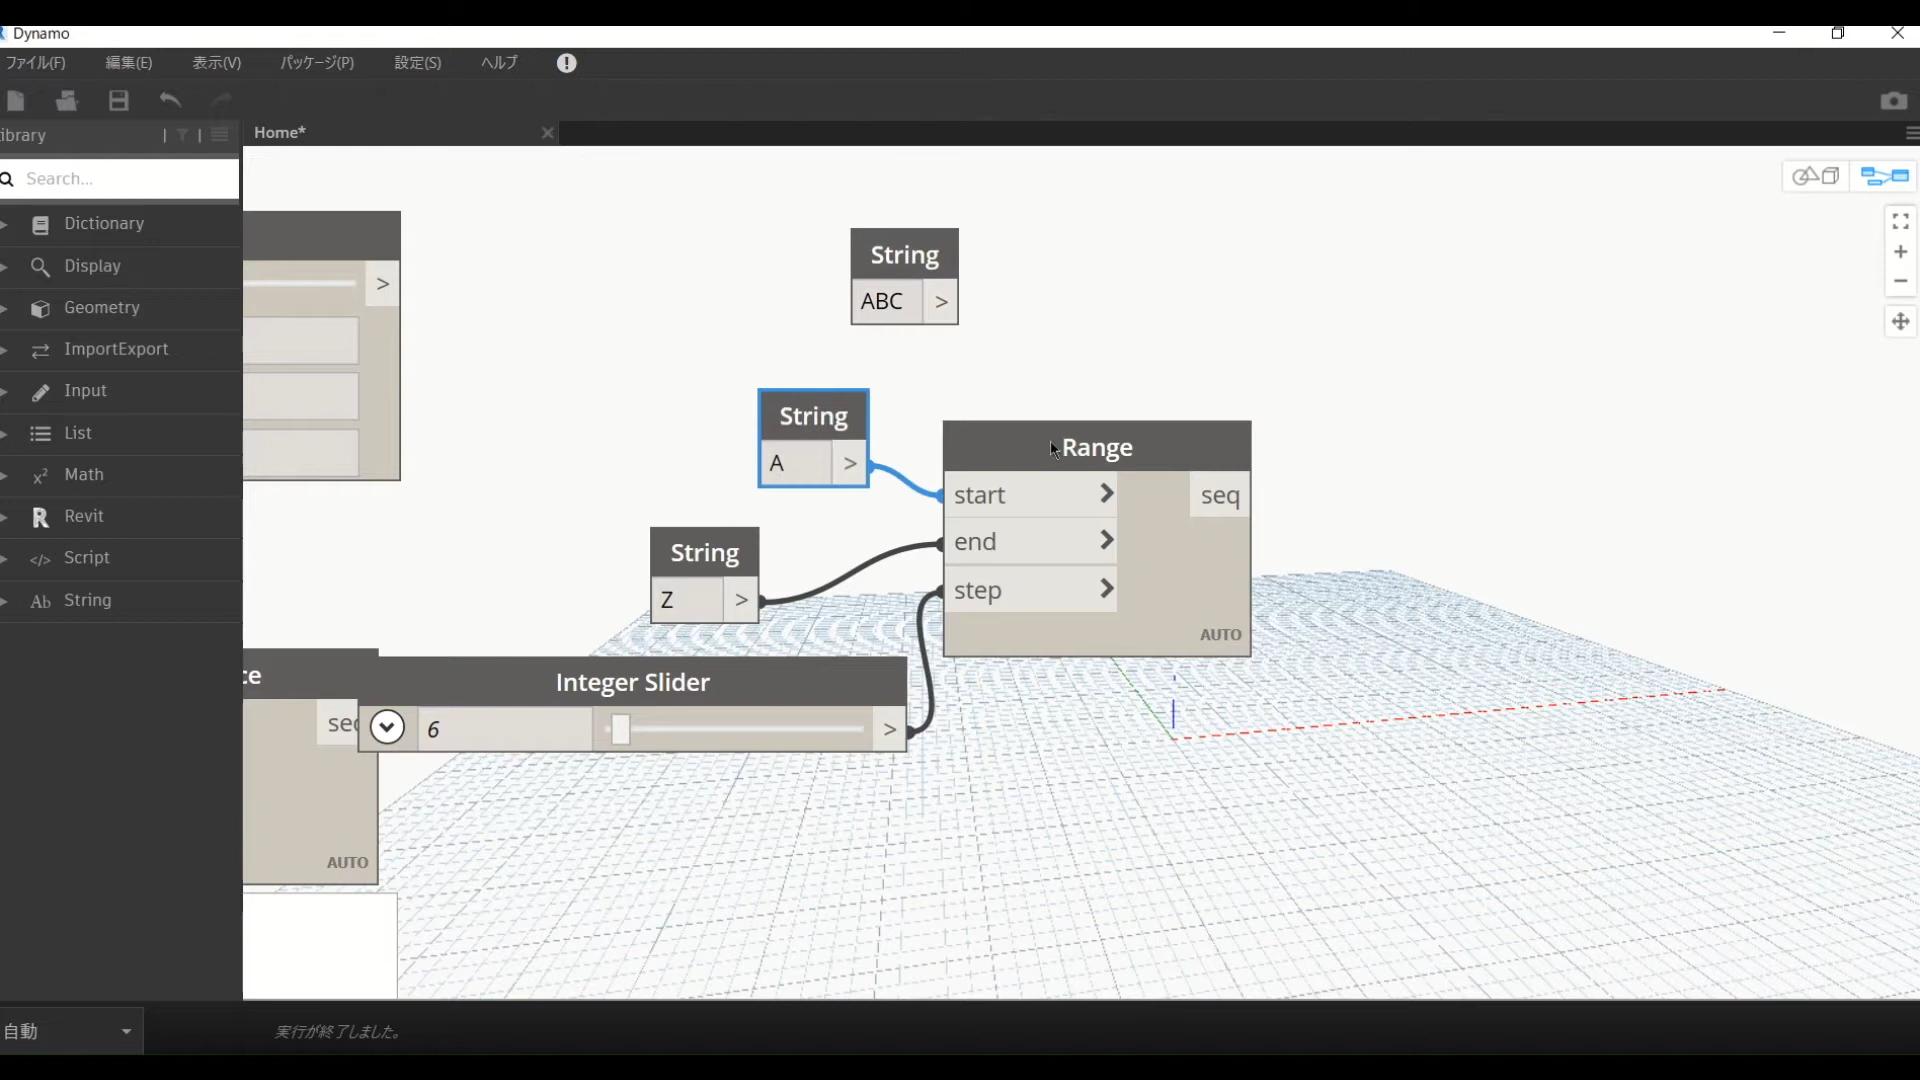 Dynamo
ファイル(F) 編集(E) 表示(V) パッケージ(P) 設定(S) ヘルプ
ibrary
Home*
Search...
Dictionary
Display
Geometry
ImportExport
Input
List
Math
Revit
Script
String
>
String
ABC >
String
A >
Range
start
end
step
seq
AUTO
String
Z >
Integer Slider
6 >
ce
seq
AUTO
自動
実行が終了しました。